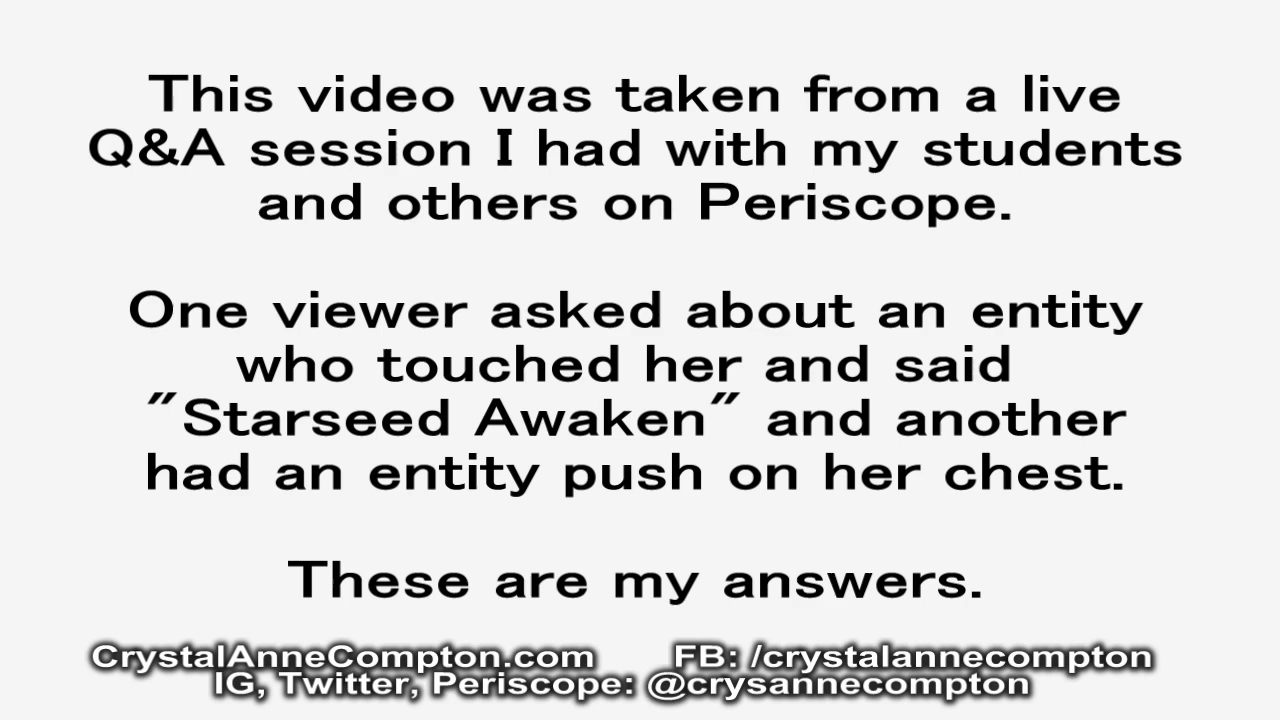 This video was taken from a live
Q&A session I had with my students
and others on Periscope.
One viewer asked about an entity
who touched her and said
"Starseed Awaken" and another
had an entity push on her chest.
These are my answers.
CrystalAnneCompton.com FB: /crystalannecompton
IG, Twitter, Periscope: @crysannecompton